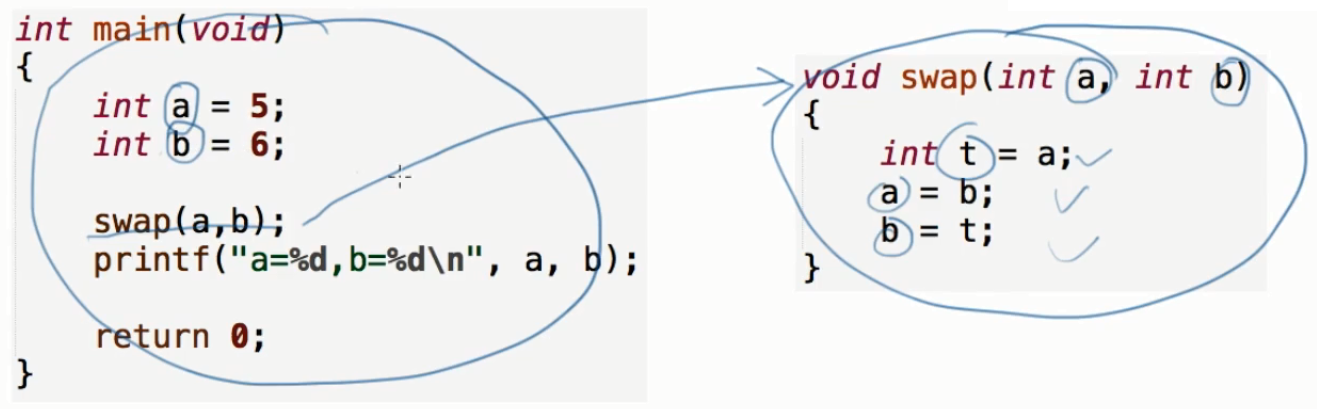 int main(void)
{
    int a = 5;
    int b = 6;
    swap(a,b);
    printf("a=%d,b=%d\n", a, b);
    return 0;
}
void swap(int a, int b)
{
    int t = a;
    a = b;
    b = t;
}